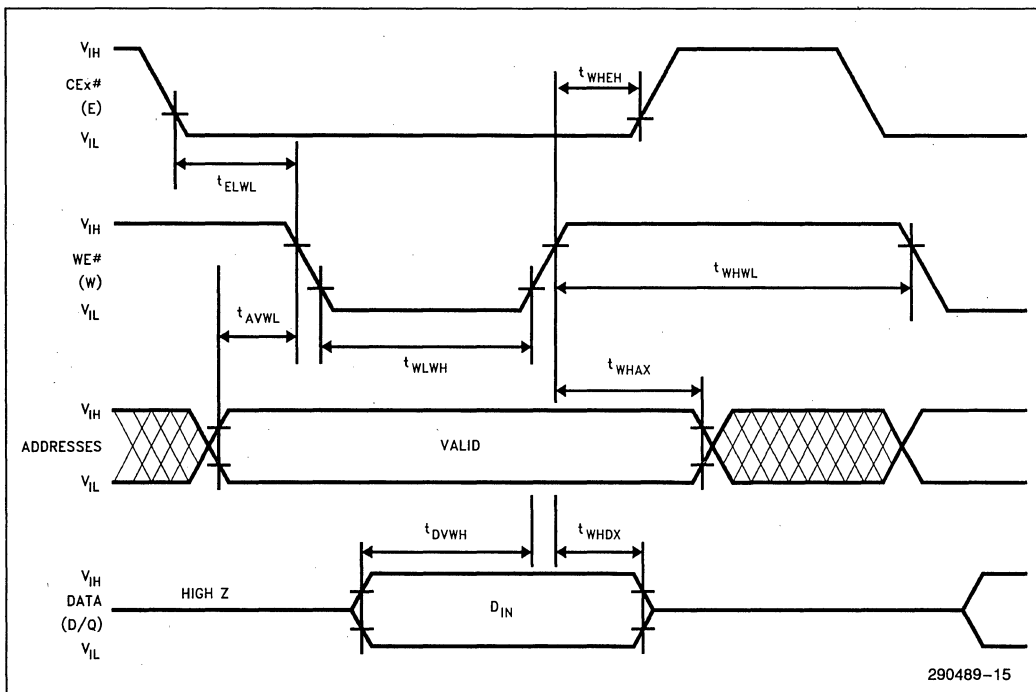 V_IH
CEx#
(E)
V_IL
t_WHEH
t_ELWL
V_IH
WE#
(W)
V_IL
t_WHWL
t_AVWL
t_WLWH
t_WHAX
V_IH
ADDRESSES
V_IL
VALID
t_DVWH
t_WHDX
V_IH
DATA
(D/Q)
V_IL
HIGH Z
D_IN
290489-15